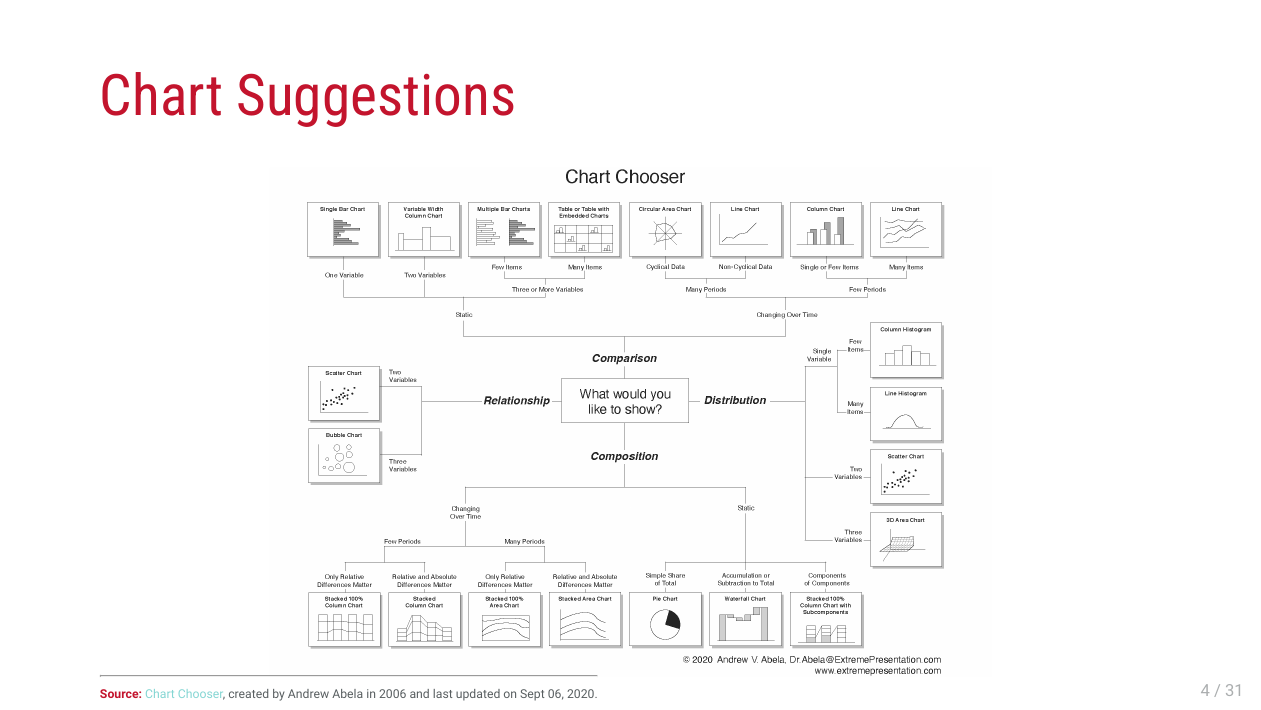 Chart Suggestions
Chart Chooser
Single Bar Chart
Variable Width
Column Chart
Multiple Bar Charts
Table or Table with
Embedded Charts
Circular Area Chart
Line Chart
Column Chart
Line Chart
One Variable
Two Variables
Few Items
Many Items
Cyclical Data
Non-Cyclical Data
Single or Few Items
Many Items
Three or More Variables
Many Periods
Few Periods
Static
Changing Over Time
Comparison
What would you
like to show?
Relationship
Distribution
Composition
Scatter Chart
Two
Variables
Bubble Chart
Three
Variables
Single
Variable
Few
Items
Column Histogram
Many
Items
Line Histogram
Two
Variables
Scatter Chart
Three
Variables
3D Area Chart
Changing
Over Time
Static
Few Periods
Many Periods
Only Relative
Differences Matter
Relative and Absolute
Differences Matter
Only Relative
Differences Matter
Relative and Absolute
Differences Matter
Simple Share
of Total
Accumulation or
Subtraction to Total
Components
of Components
Stacked 100%
Column Chart
Stacked
Column Chart
Stacked 100%
Area Chart
Stacked Area Chart
Pie Chart
Waterfall Chart
Stacked 100%
Column Chart with
Subcomponents
© 2020 Andrew V. Abela, Dr.Abela@ExtremePresentation.com
www.extremepresentation.com
Source: Chart Chooser, created by Andrew Abela in 2006 and last updated on Sept 06, 2020.
4 / 31